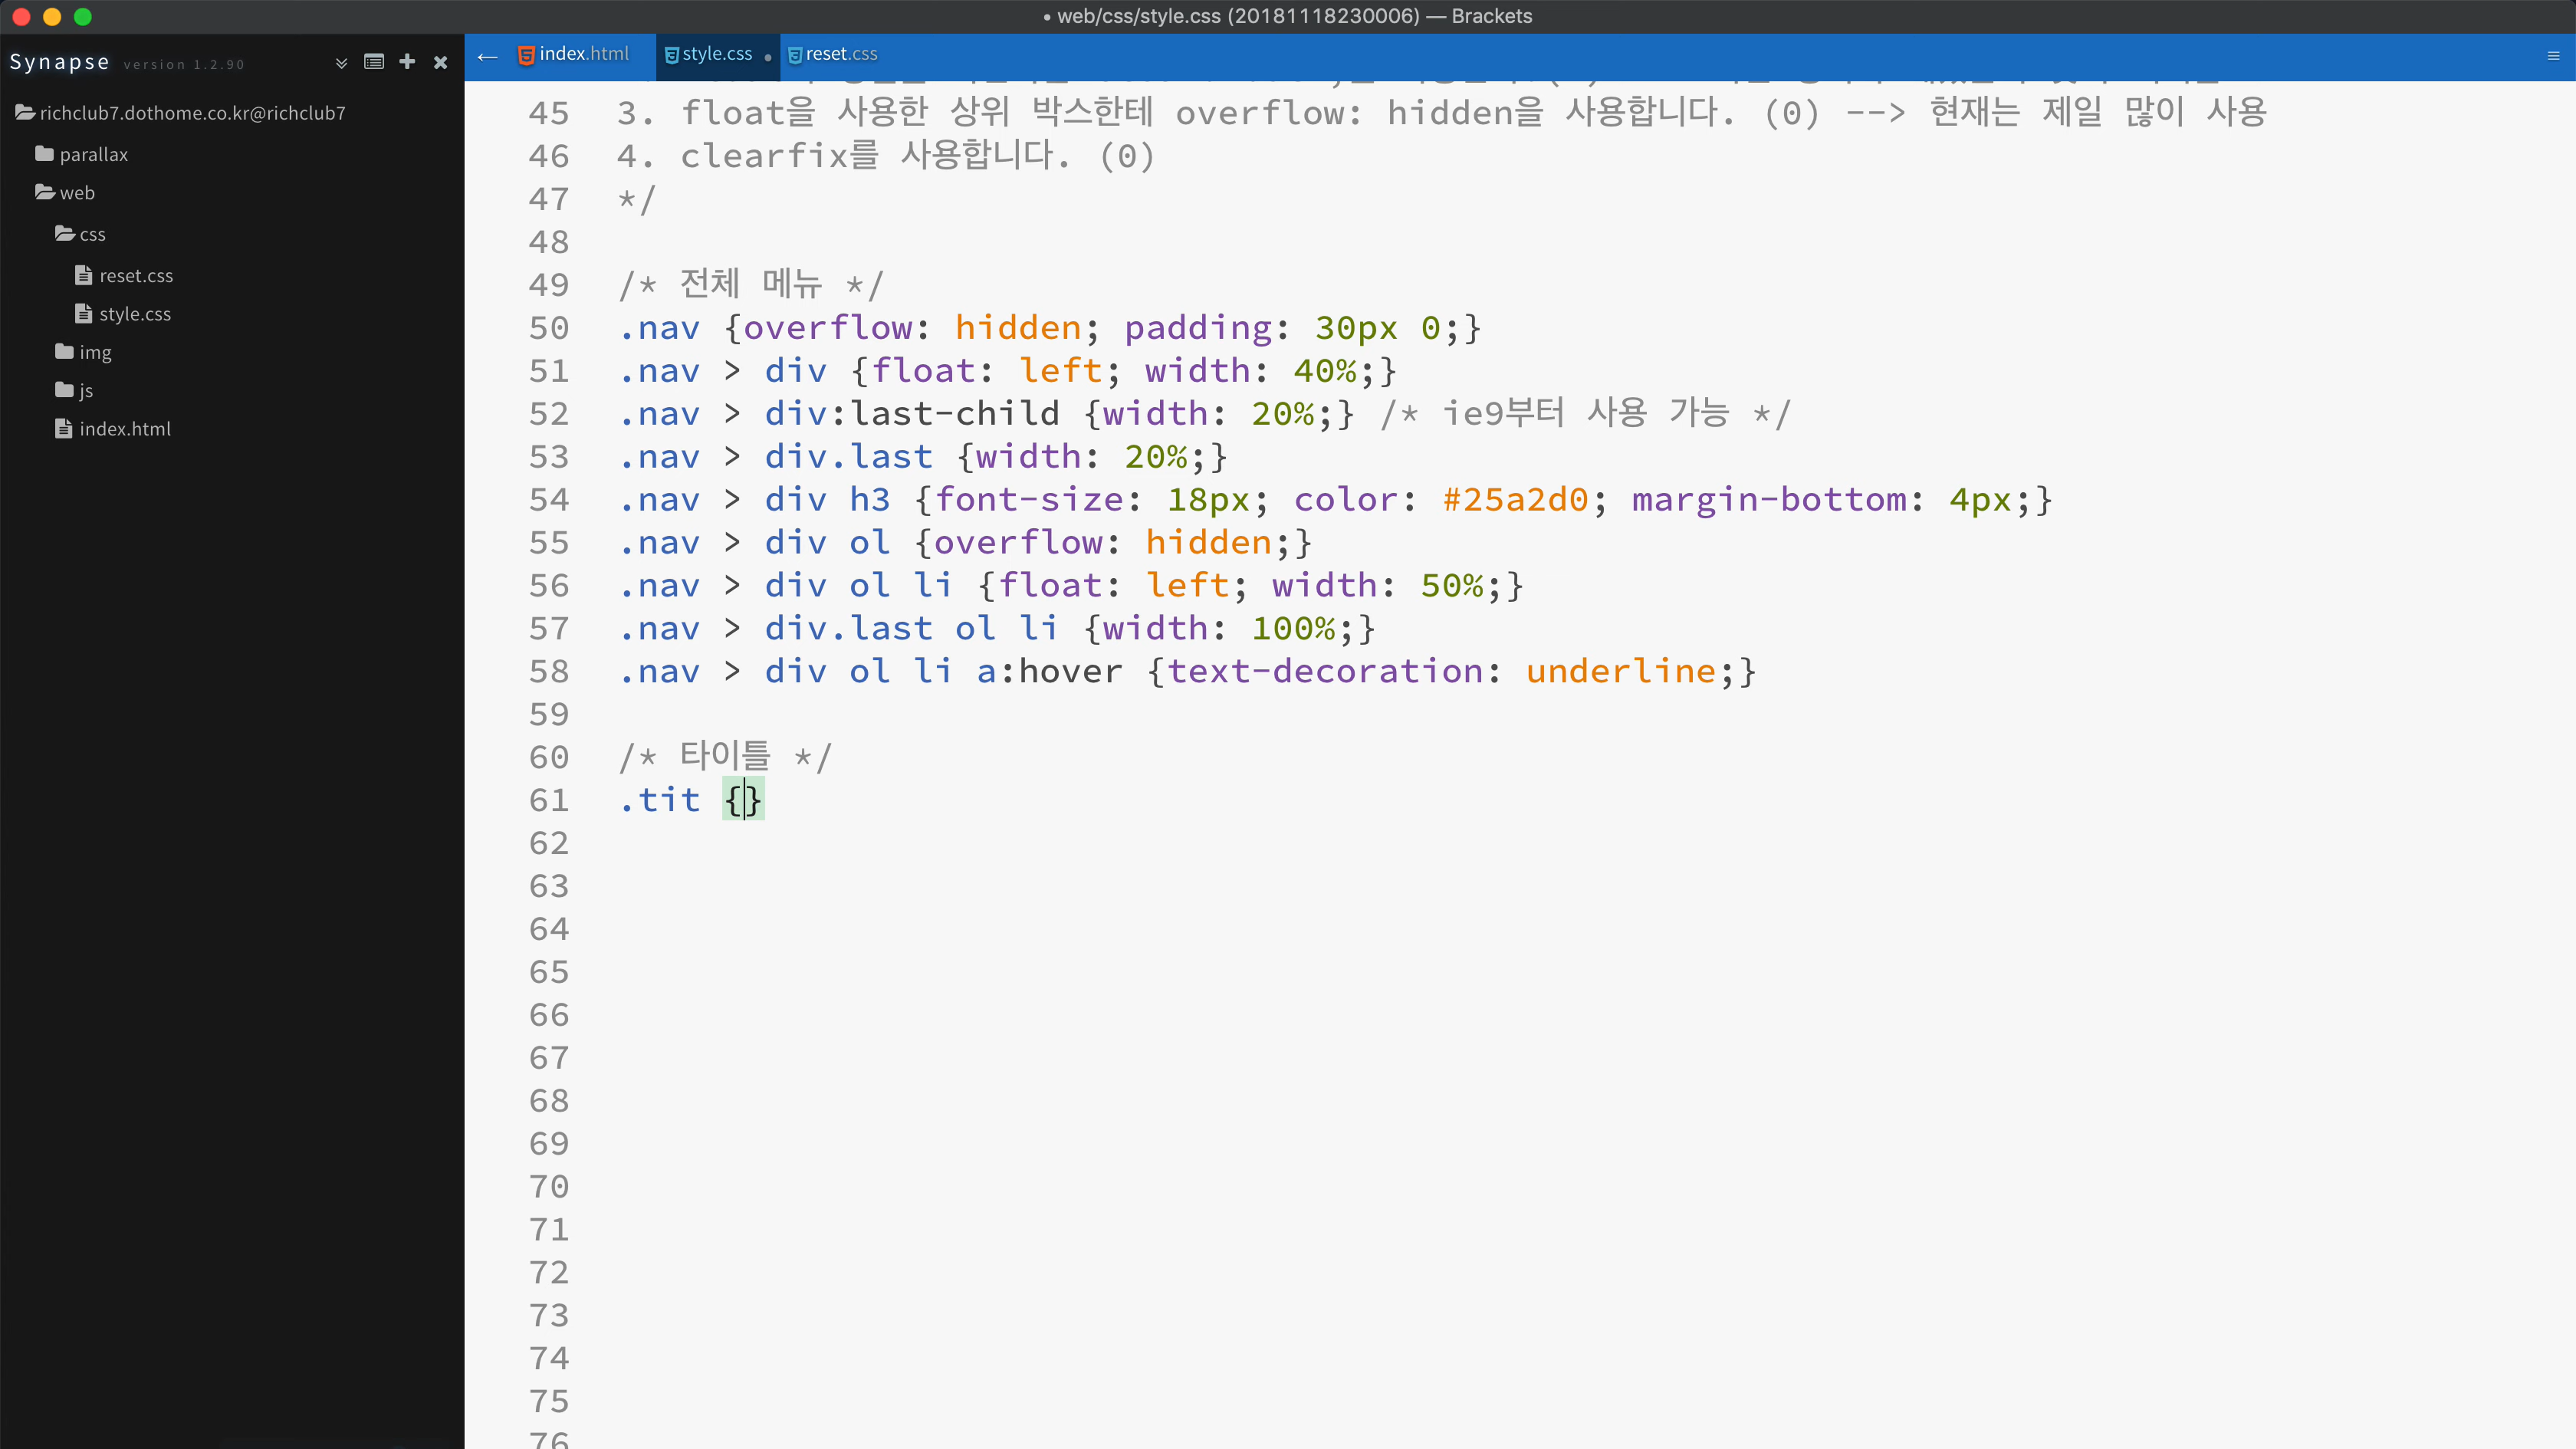 • web/css/style.css (20181118230006) — Brackets
Synapse version 1.2.90
richclub7.dothome.co.kr@richclub7
parallax
web
css
reset.css
style.css
img
js
index.html
← index.html style.css • reset.css
45 3. float을 사용한 상위 박스한테 overflow: hidden을 사용합니다. (0) --> 현재는 제일 많이 사용
46 4. clearfix를 사용합니다. (0)
47 */
48
49 /* 전체 메뉴 */
50 .nav {overflow: hidden; padding: 30px 0;}
51 .nav > div {float: left; width: 40%;}
52 .nav > div:last-child {width: 20%;} /* ie9부터 사용 가능 */
53 .nav > div.last {width: 20%;}
54 .nav > div h3 {font-size: 18px; color: #25a2d0; margin-bottom: 4px;}
55 .nav > div ol {overflow: hidden;}
56 .nav > div ol li {float: left; width: 50%;}
57 .nav > div.last ol li {width: 100%;}
58 .nav > div ol li a:hover {text-decoration: underline;}
59
60 /* 타이틀 */
61 .tit {}
62
63
64
65
66
67
68
69
70
71
72
73
74
75
76